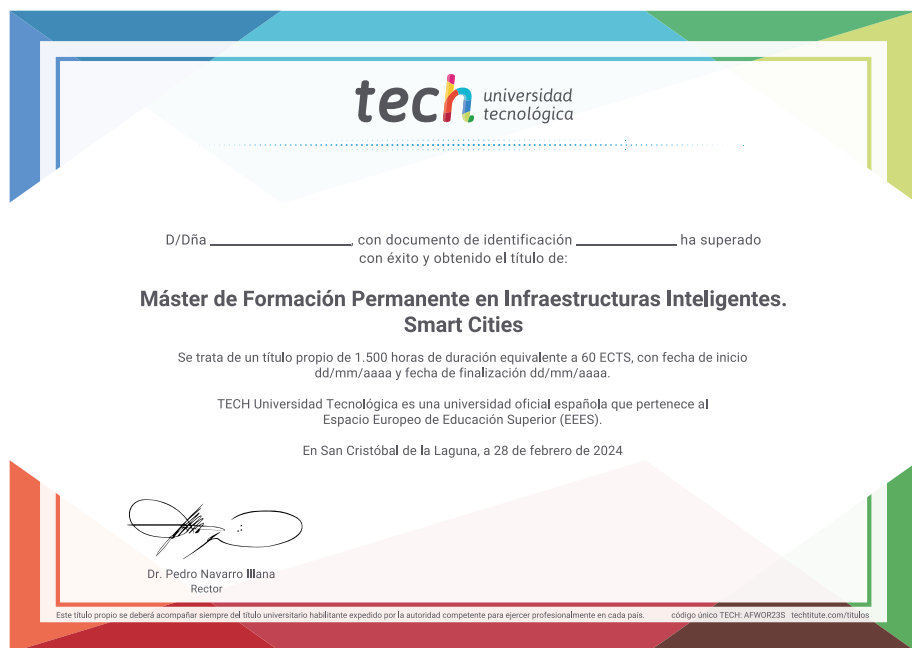 tech universidad
tecnológica
D/Dña ______________, con documento de identificación __________ ha superado
con éxito y obtenido el título de:
Máster de Formación Permanente en Infraestructuras Inteligentes.
Smart Cities
Se trata de un título propio de 1.500 horas de duración equivalente a 60 ECTS, con fecha de inicio
dd/mm/aaaa y fecha de finalización dd/mm/aaaa.
TECH Universidad Tecnológica es una universidad oficial española que pertenece al
Espacio Europeo de Educación Superior (EEES).
En San Cristóbal de la Laguna, a 28 de febrero de 2024
Dr. Pedro Navarro Illana
Rector
Este título propio se deberá acompañar siempre del título universitario habilitante expedido por la autoridad competente para ejercer profesionalmente en cada país. código único TECH: AFWOR23S techtitute.com/titulos